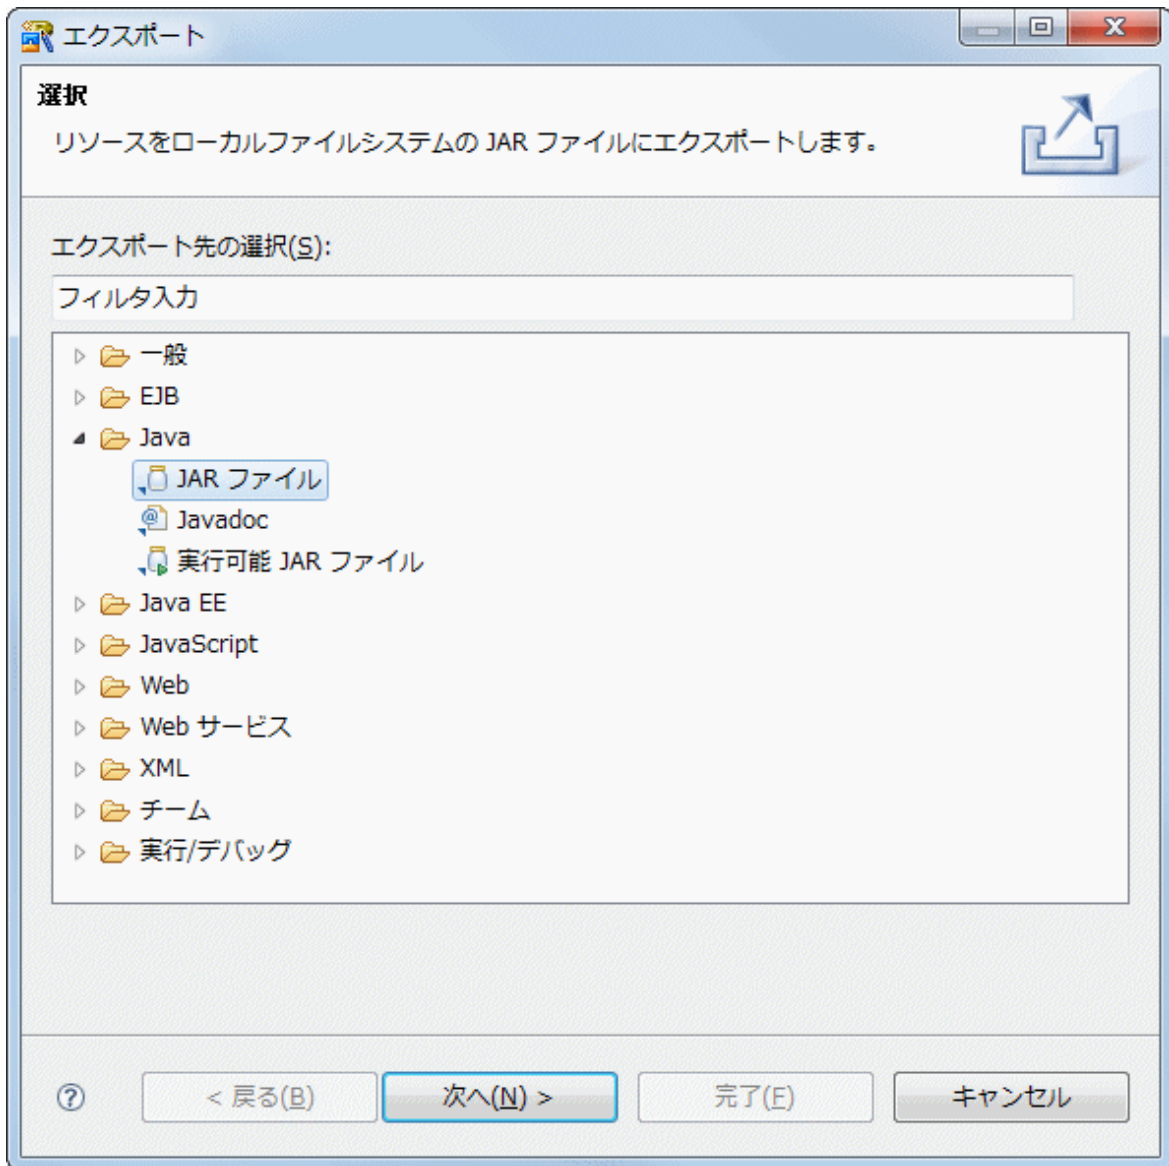 エクスポート
選択
リソースをローカルファイルシステムの JAR ファイルにエクスポートします。
エクスポート先の選択(S):
フィルタ入力
一般
EJB
Java
JAR ファイル
Javadoc
実行可能 JAR ファイル
Java EE
JavaScript
Web
Web サービス
XML
チーム
実行/デバッグ
< 戻る(B) 次へ(N) > 完了(F) キャンセル